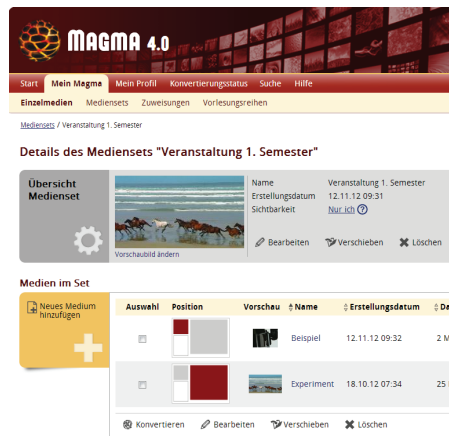 MAGMA 4.0
Start Mein Magma Mein Profil Konvertierungsstatus Suche Hilfe
Einzelmedien Mediensets Zuweisungen Vorlesungsreihen
Mediensets / Veranstaltung 1. Semester
Details des Mediensets "Veranstaltung 1. Semester"
Übersicht
Medienset
Name Veranstaltung 1. Semester
Erstellungsdatum 12.11.12 09:31
Sichtbarkeit Nur ich ?
Bearbeiten Verschieben Löschen
Vorschaubild ändern
Medien im Set
Neues Medium
hinzufügen
Auswahl Position Vorschau Name Erstellungsdatum Da
Beispiel 12.11.12 09:32 2 M
Experiment 18.10.12 07:34 25
Konvertieren Bearbeiten Verschieben Löschen